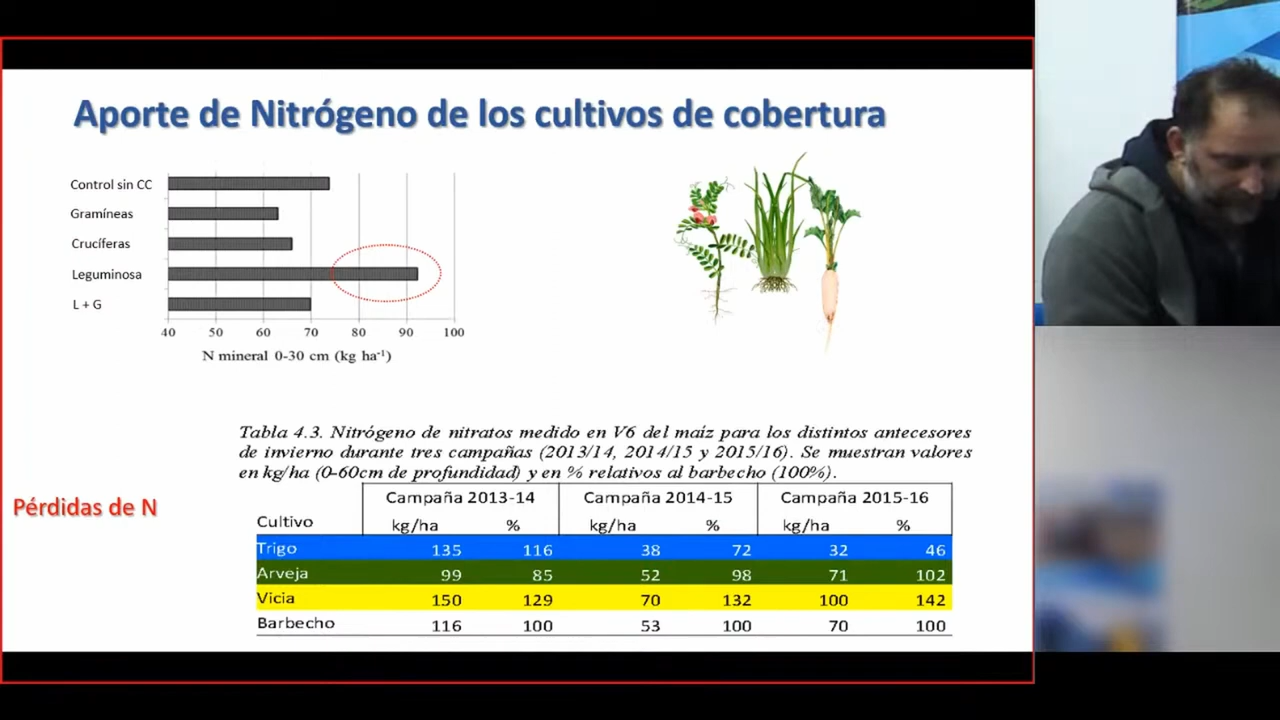 Aporte de Nitrógeno de los cultivos de cobertura
Control sin CC
Gramíneas
Crucíferas
Leguminosa
L + G
40 50 60 70 80 90 100
N mineral 0-30 cm (kg ha-1)
Tabla 4.3. Nitrógeno de nitratos medido en V6 del maíz para los distintos antecesores
de invierno durante tres campañas (2013/14, 2014/15 y 2015/16). Se muestran valores
en kg/ha (0-60cm de profundidad) y en % relativos al barbecho (100%).
Pérdidas de N
Campaña 2013-14 Campaña 2014-15 Campaña 2015-16
Cultivo kg/ha % kg/ha % kg/ha %
Trigo 135 116 38 72 32 46
Arveja 99 85 52 98 71 102
Vicia 150 129 70 132 100 142
Barbecho 116 100 53 100 70 100